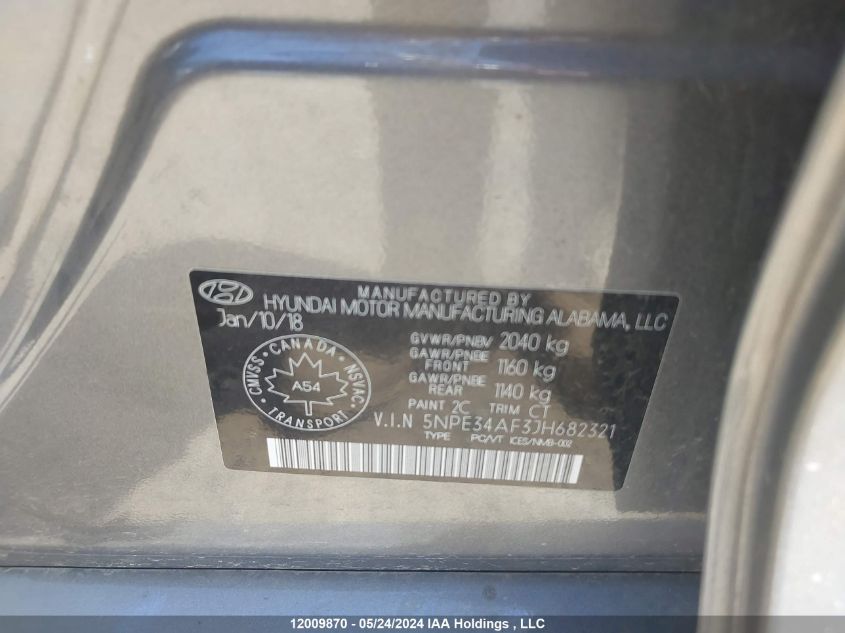 MANUFACTURED BY
HYUNDAI MOTOR MANUFACTURING ALABAMA, LLC
Jan/10/18
GVWR/PNBV 2040 kg
GAWR/PNBE
FRONT 1160 kg
GAWR/PNBE
REAR 1140 kg
PAINT 2C TRIM CT
CANADA
CMVSS NSVAC
A54
TRANSPORT
V.I.N 5NPE34AF3JH682321
TYPE PC/VT ICES/NMB-002
12009870 - 05/24/2024 IAA Holdings , LLC